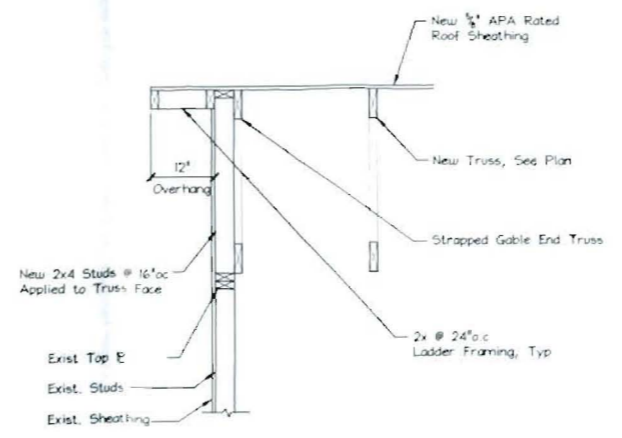 New ⅝" APA Rated
Roof Sheathing
12"
Overhang
New Truss, See Plan
Strapped Gable End Truss
New 2x4 Studs @ 16"oc
Applied to Truss Face
2x @ 24"o.c
Ladder Framing, Typ
Exist Top ⅊
Exist. Studs
Exist. Sheathing